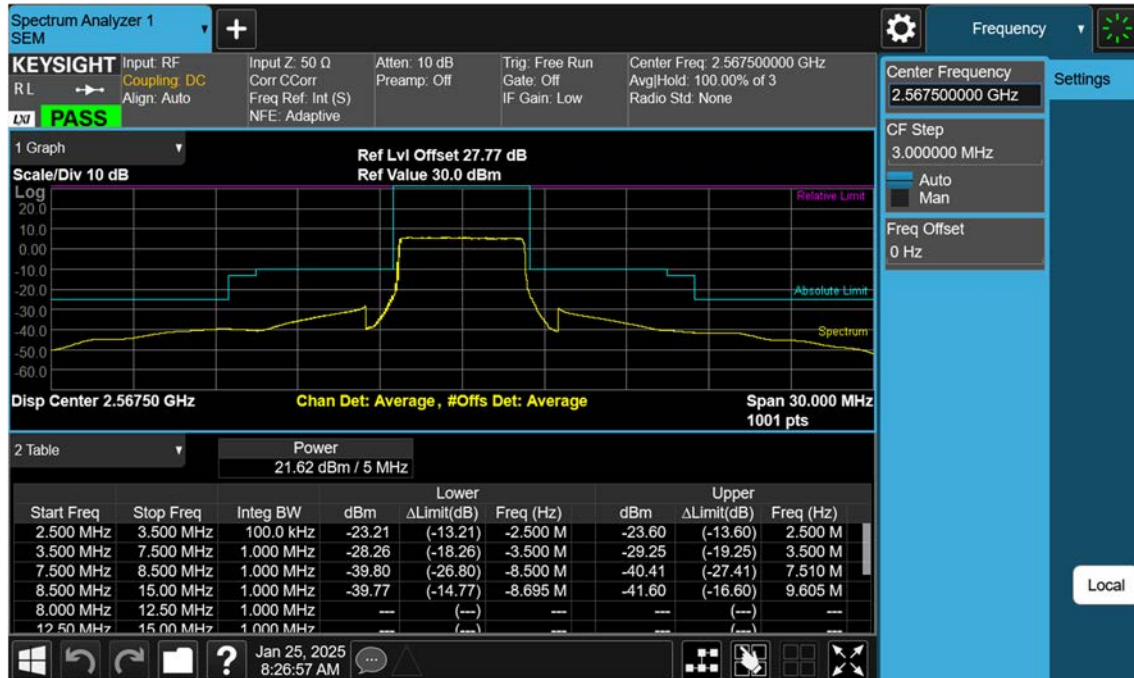 Spectrum Analyzer 1
SEM
Frequency
KEYSIGHT
RL
LXI PASS
Input: RF
Coupling: DC
Align: Auto
Input Z: 50 Ω
Corr CCorr
Freq Ref: Int (S)
NFE: Adaptive
Atten: 10 dB
Preamp: Off
Trig: Free Run
Gate: Off
IF Gain: Low
Center Freq: 2.567500000 GHz
Avg|Hold: 100.00% of 3
Radio Std: None
Center Frequency
2.567500000 GHz
Settings
CF Step
3.000000 MHz
Auto
Man
Freq Offset
0 Hz
1 Graph
Scale/Div 10 dB
Ref Lvl Offset 27.77 dB
Ref Value 30.0 dBm
Log
20.0
10.0
0.00
-10.0
-20.0
-30.0
-40.0
-50.0
-60.0
Relative Limit
Absolute Limit
Spectrum
Disp Center 2.56750 GHz
Chan Det: Average, #Offs Det: Average
Span 30.000 MHz
1001 pts
2 Table
Power
21.62 dBm / 5 MHz
Lower Upper
Start Freq Stop Freq Integ BW dBm ΔLimit(dB) Freq (Hz) dBm ΔLimit(dB) Freq (Hz)
2.500 MHz 3.500 MHz 100.0 kHz -23.21 (-13.21) -2.500 M -23.60 (-13.60) 2.500 M
3.500 MHz 7.500 MHz 1.000 MHz -28.26 (-18.26) -3.500 M -29.25 (-19.25) 3.500 M
7.500 MHz 8.500 MHz 1.000 MHz -39.80 (-26.80) -8.500 M -40.41 (-27.41) 7.510 M
8.500 MHz 15.00 MHz 1.000 MHz -39.77 (-14.77) -8.695 M -41.60 (-16.60) 9.605 M
8.000 MHz 12.50 MHz 1.000 MHz --- (---) --- --- (---) ---
12.50 MHz 15.00 MHz 1.000 MHz --- (---) --- --- (---) ---
Local
?
Jan 25, 2025
8:26:57 AM